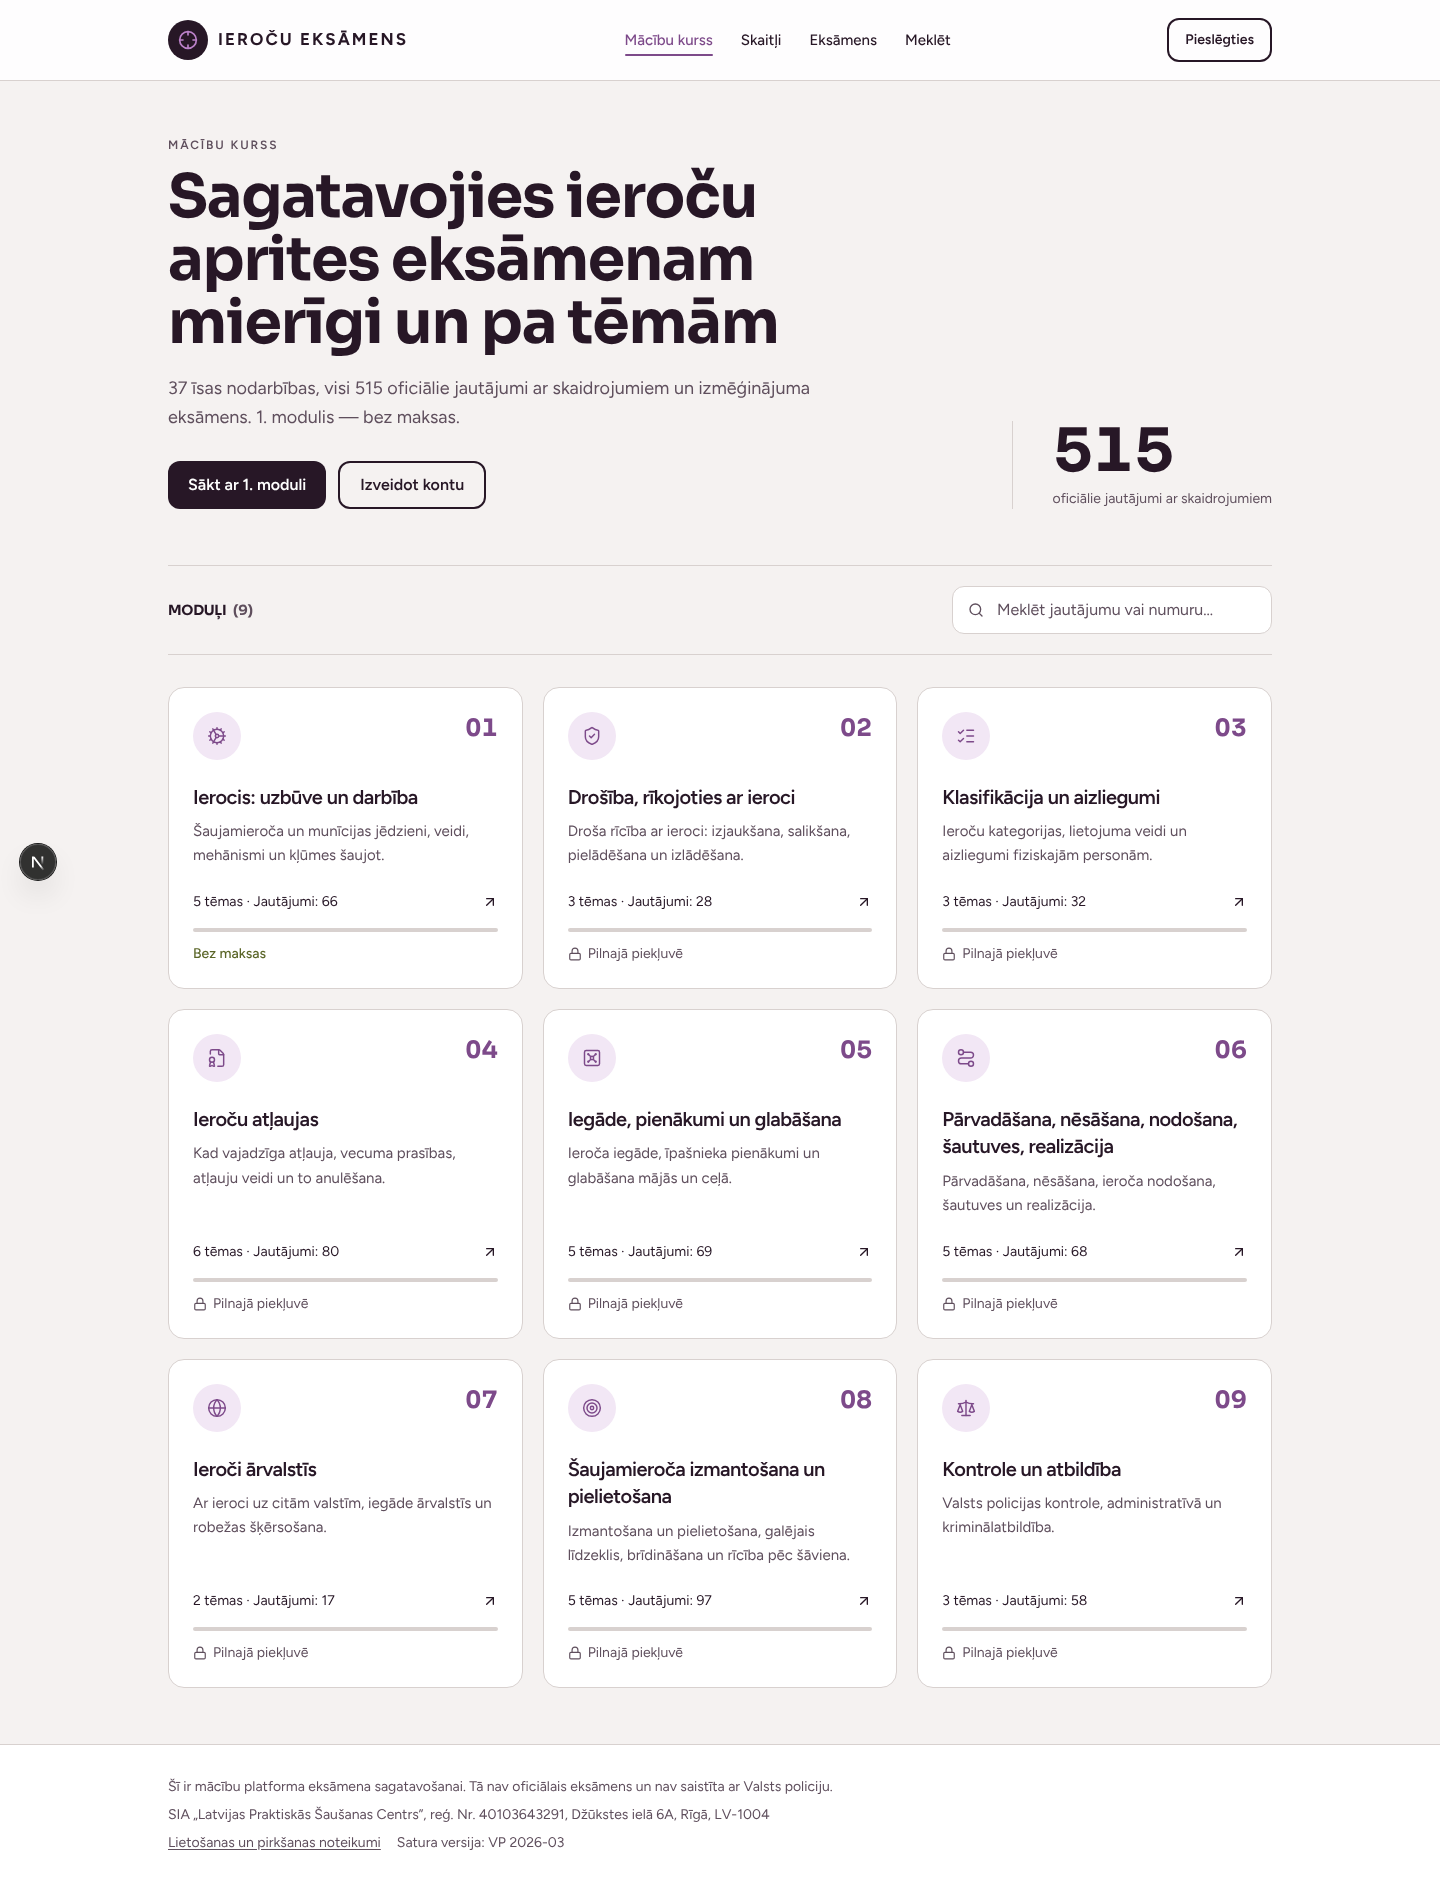 IEROČU EKSĀMENS
Mācību kurss
Skaitļi
Eksāmens
Meklēt
Pieslēgties
MĀCĪBU KURSS
Sagatavojies ieroču
aprites eksāmenam
mierīgi un pa tēmām
37 īsas nodarbības, visi 515 oficiālie jautājumi ar skaidrojumiem un izmēģinājuma
eksāmens. 1. modulis — bez maksas.
Sākt ar 1. moduli
Izveidot kontu
515
oficiālie jautājumi ar skaidrojumiem
MODUĻI (9)
Meklēt jautājumu vai numuru...
01
Ierocis: uzbūve un darbība
Šaujamieroča un munīcijas jēdzieni, veidi,
mehānismi un kļūmes šaujot.
5 tēmas · Jautājumi: 66
Bez maksas
02
Drošība, rīkojoties ar ieroci
Droša rīcība ar ieroci: izjaukšana, salikšana,
pielādēšana un izlādēšana.
3 tēmas · Jautājumi: 28
Pilnajā piekļuvē
03
Klasifikācija un aizliegumi
Ieroču kategorijas, lietojuma veidi un
aizliegumi fiziskajām personām.
3 tēmas · Jautājumi: 32
Pilnajā piekļuvē
04
Ieroču atļaujas
Kad vajadzīga atļauja, vecuma prasības,
atļauju veidi un to anulēšana.
6 tēmas · Jautājumi: 80
Pilnajā piekļuvē
05
Iegāde, pienākumi un glabāšana
Ieroča iegāde, īpašnieka pienākumi un
glabāšana mājās un ceļā.
5 tēmas · Jautājumi: 69
Pilnajā piekļuvē
06
Pārvadāšana, nēsāšana, nodošana,
šautuves, realizācija
Pārvadāšana, nēsāšana, ieroča nodošana,
šautuves un realizācija.
5 tēmas · Jautājumi: 68
Pilnajā piekļuvē
07
Ieroči ārvalstīs
Ar ieroci uz citām valstīm, iegāde ārvalstīs un
robežas šķērsošana.
2 tēmas · Jautājumi: 17
Pilnajā piekļuvē
08
Šaujamieroča izmantošana un
pielietošana
Izmantošana un pielietošana, galējais
līdzeklis, brīdināšana un rīcība pēc šāviena.
5 tēmas · Jautājumi: 97
Pilnajā piekļuvē
09
Kontrole un atbildība
Valsts policijas kontrole, administratīvā un
kriminālatbildība.
3 tēmas · Jautājumi: 58
Pilnajā piekļuvē
Šī ir mācību platforma eksāmena sagatavošanai. Tā nav oficiālais eksāmens un nav saistīta ar Valsts policiju.
SIA „Latvijas Praktiskās Šaušanas Centrs”, reģ. Nr. 40103643291, Džūkstes ielā 6A, Rīgā, LV-1004
Lietošanas un pirkšanas noteikumi Satura versija: VP 2026-03